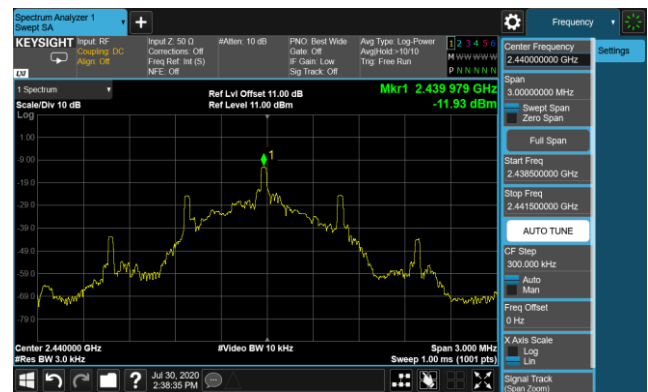 Spectrum Analyzer 1
Swept SA
+
Frequency
KEYSIGHT
Input: RF
Coupling: DC
Align: Off
Input Z: 50 Ω
Corrections: Off
Freq Ref: Int (S)
NFE: Off
#Atten: 10 dB
PNO: Best Wide
Gate: Off
IF Gain: Low
Sig Track: Off
Avg Type: Log-Power
Avg|Hold:>10/10
Trig: Free Run
1 2 3 4 5 6
M W W W W W
P N N N N N
LXI
1 Spectrum
Scale/Div 10 dB
Log
Ref Lvl Offset 11.00 dB
Ref Level 11.00 dBm
Mkr1 2.439 979 GHz
-11.93 dBm
1.00
-9.00
-19.0
-29.0
-39.0
-49.0
-59.0
-69.0
-79.0
1
Center 2.440000 GHz
#Res BW 3.0 kHz
#Video BW 10 kHz
Span 3.000 MHz
Sweep 1.00 ms (1001 pts)
Center Frequency
2.440000000 GHz
Span
3.00000000 MHz
Swept Span
Zero Span
Full Span
Start Freq
2.438500000 GHz
Stop Freq
2.441500000 GHz
AUTO TUNE
CF Step
300.000 kHz
Auto
Man
Freq Offset
0 Hz
X Axis Scale
Log
Lin
Signal Track
(Span Zoom)
Settings
?
Jul 30, 2020
2:38:35 PM